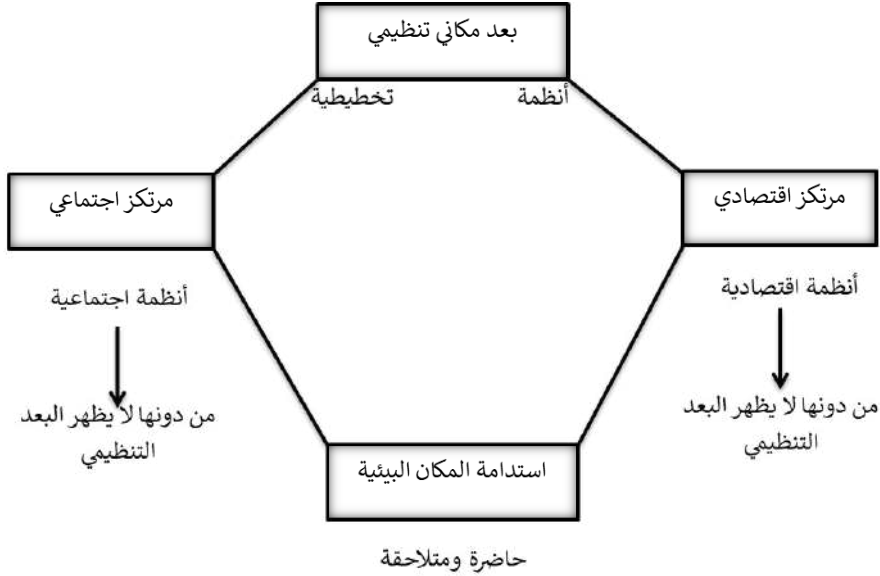 بعد مكاني تنظيمي
أنظمة تخطيطية
مرتكز اقتصادي
مرتكز اجتماعي
أنظمة اقتصادية
أنظمة اجتماعية
من دونها لا يظهر البعد
التنظيمي
من دونها لا يظهر البعد
التنظيمي
استدامة المكان البيئية
حاضرة ومتلاحقة